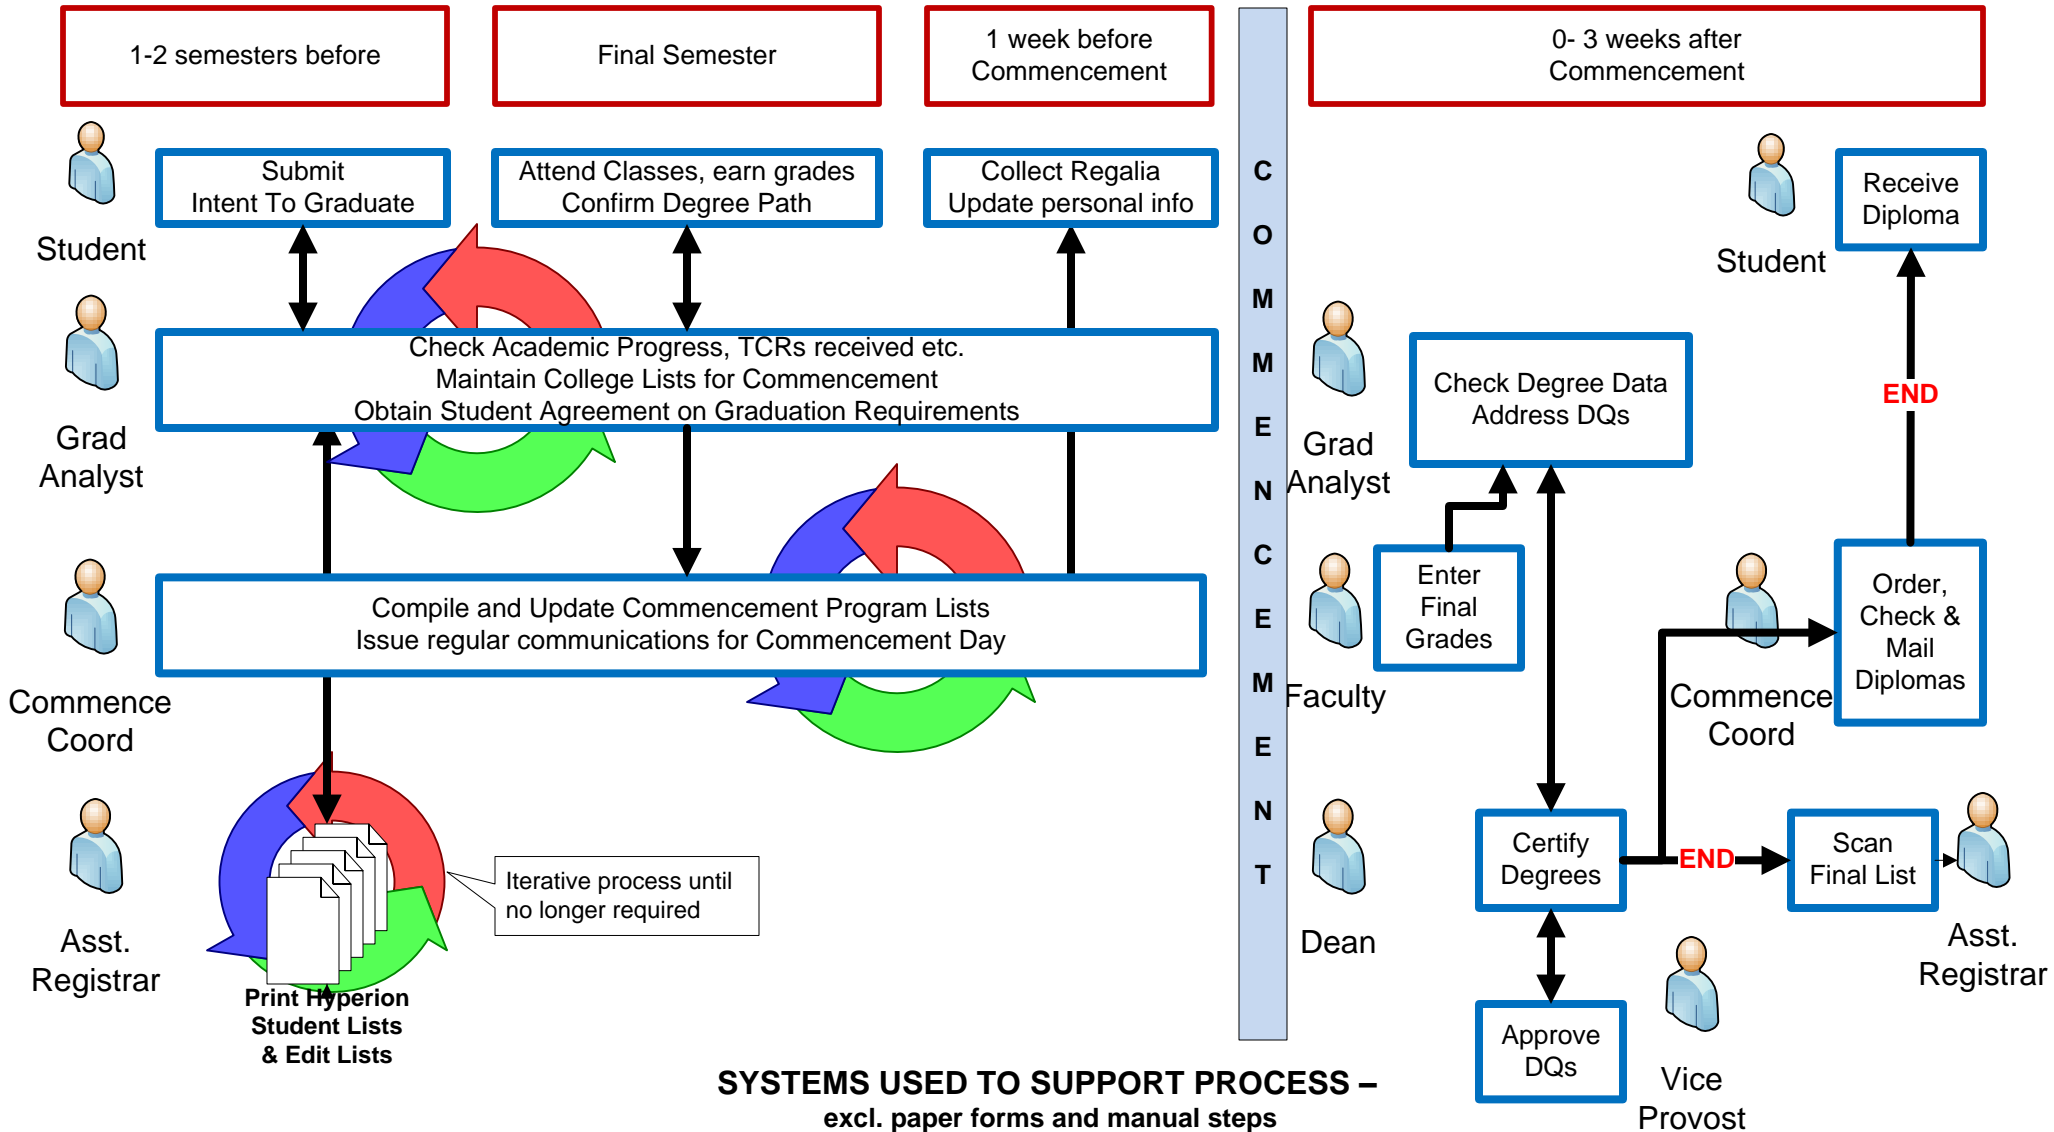 1-2 semesters before
Final Semester
1 week before
Commencement
0- 3 weeks after
Commencement
Student
Submit
Intent To Graduate
Attend Classes, earn grades
Confirm Degree Path
Collect Regalia
Update personal info
Grad
Analyst
Check Academic Progress, TCRs received etc.
Maintain College Lists for Commencement
Obtain Student Agreement on Graduation Requirements
Commence
Coord
Compile and Update Commencement Program Lists
Issue regular communications for Commencement Day
Asst.
Registrar
Iterative process until
no longer required
Print Hyperion
Student Lists
& Edit Lists
C
O
M
M
E
N
C
E
M
E
N
T
Student
Receive
Diploma
END
Grad
Analyst
Check Degree Data
Address DQs
Faculty
Enter
Final
Grades
Commence
Coord
Order,
Check &
Mail
Diplomas
Dean
Certify
Degrees
END
Scan
Final List
Asst.
Registrar
Approve
DQs
Vice
Provost
SYSTEMS USED TO SUPPORT PROCESS –
excl. paper forms and manual steps